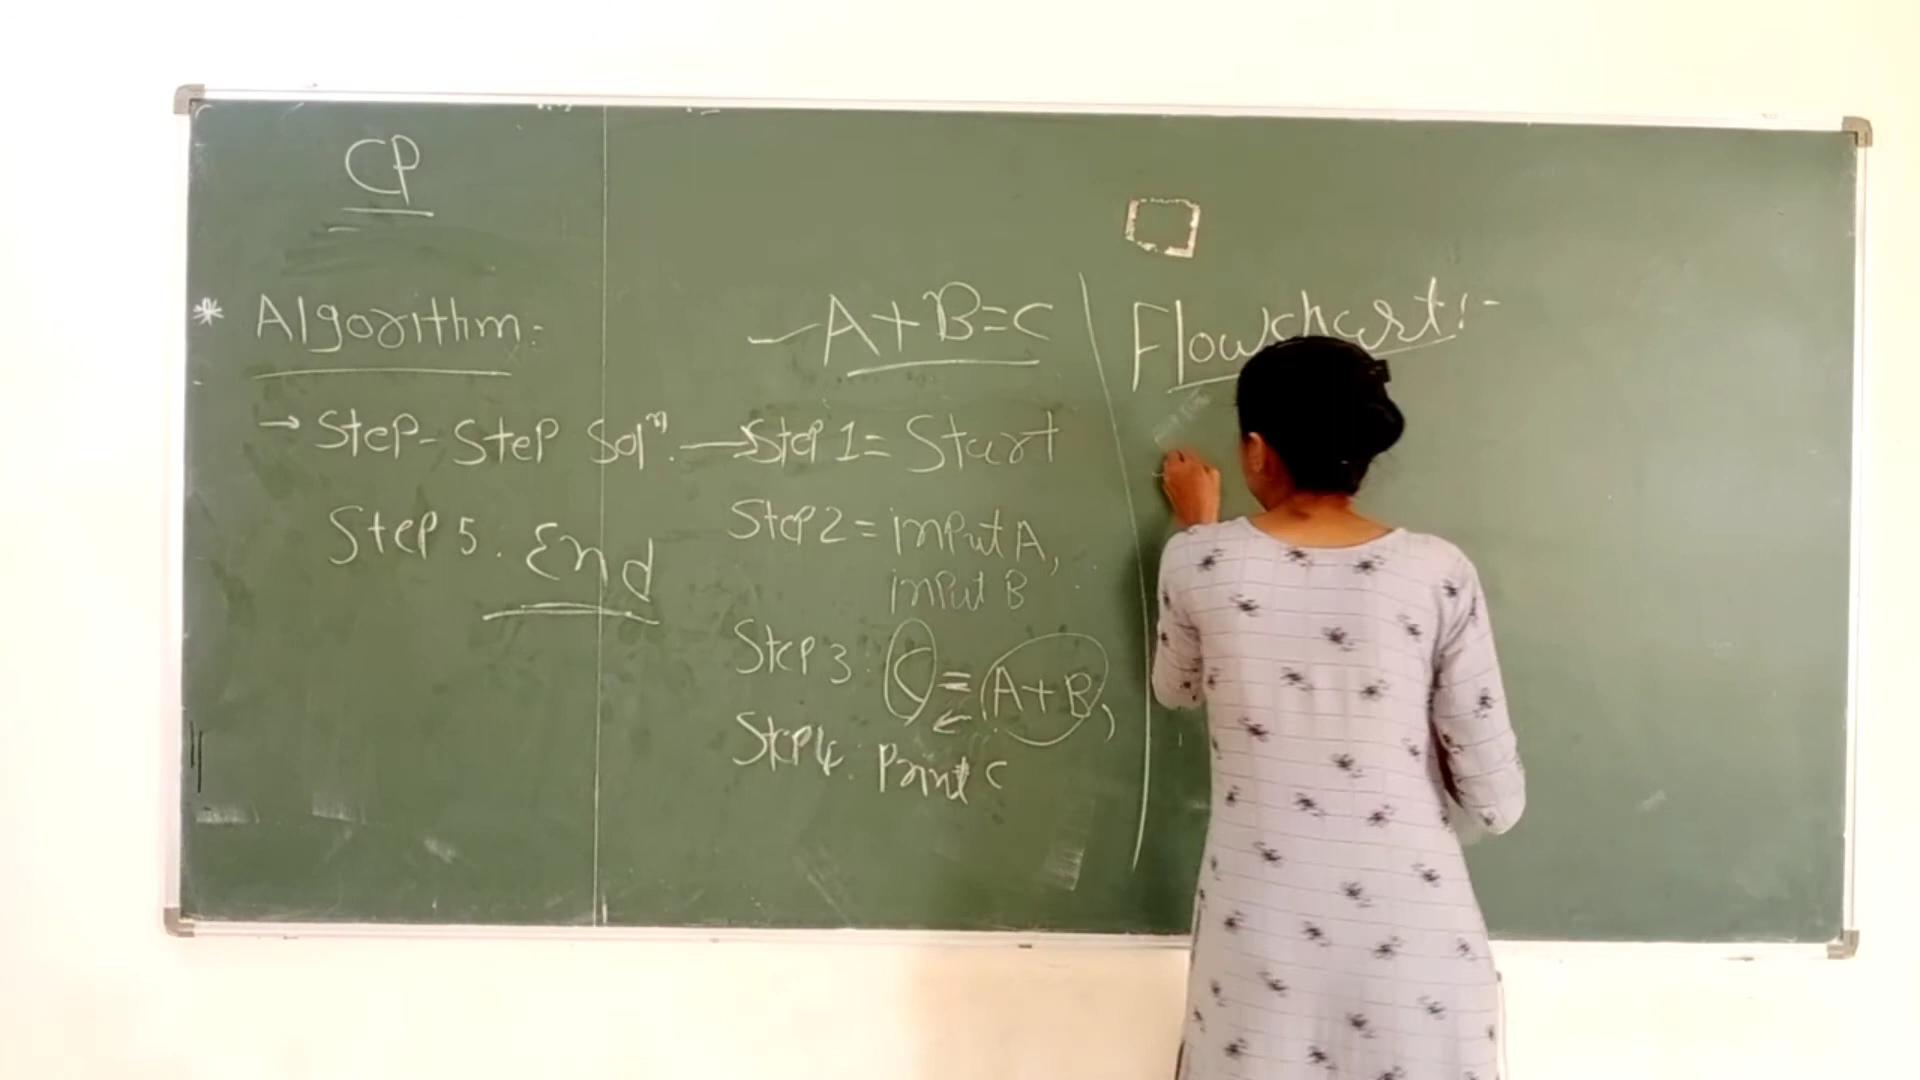 CP
* Algorithm:
→ Step-Step Solⁿ.
Step 5. End
A+B=C
→ Step 1= Start
Step 2= input A,
input B
Step 3: C = A+B,
Step 4: Print C
Flowchart:-